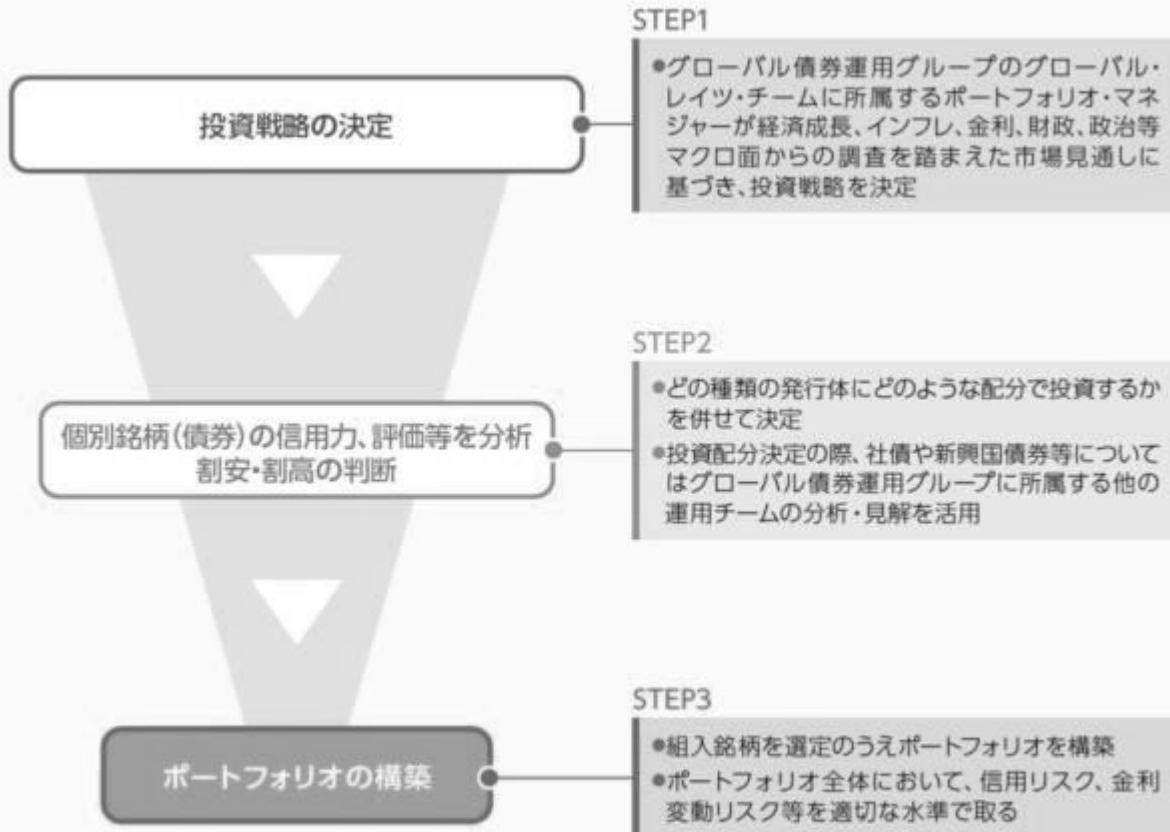 STEP1
投資戦略の決定
●グローバル債券運用グループのグローバル・
レイツ・チームに所属するポートフォリオ・マネ
ジャーが経済成長、インフレ、金利、財政、政治等
マクロ面からの調査を踏まえた市場見通しに
基づき、投資戦略を決定
STEP2
個別銘柄(債券)の信用力、評価等を分析
割安・割高の判断
●どの種類の発行体にどのような配分で投資するか
を併せて決定
●投資配分決定の際、社債や新興国債券等について
はグローバル債券運用グループに所属する他の
運用チームの分析・見解を活用
STEP3
ポートフォリオの構築
●組入銘柄を選定のうえポートフォリオを構築
●ポートフォリオ全体において、信用リスク、金利
変動リスク等を適切な水準で取る